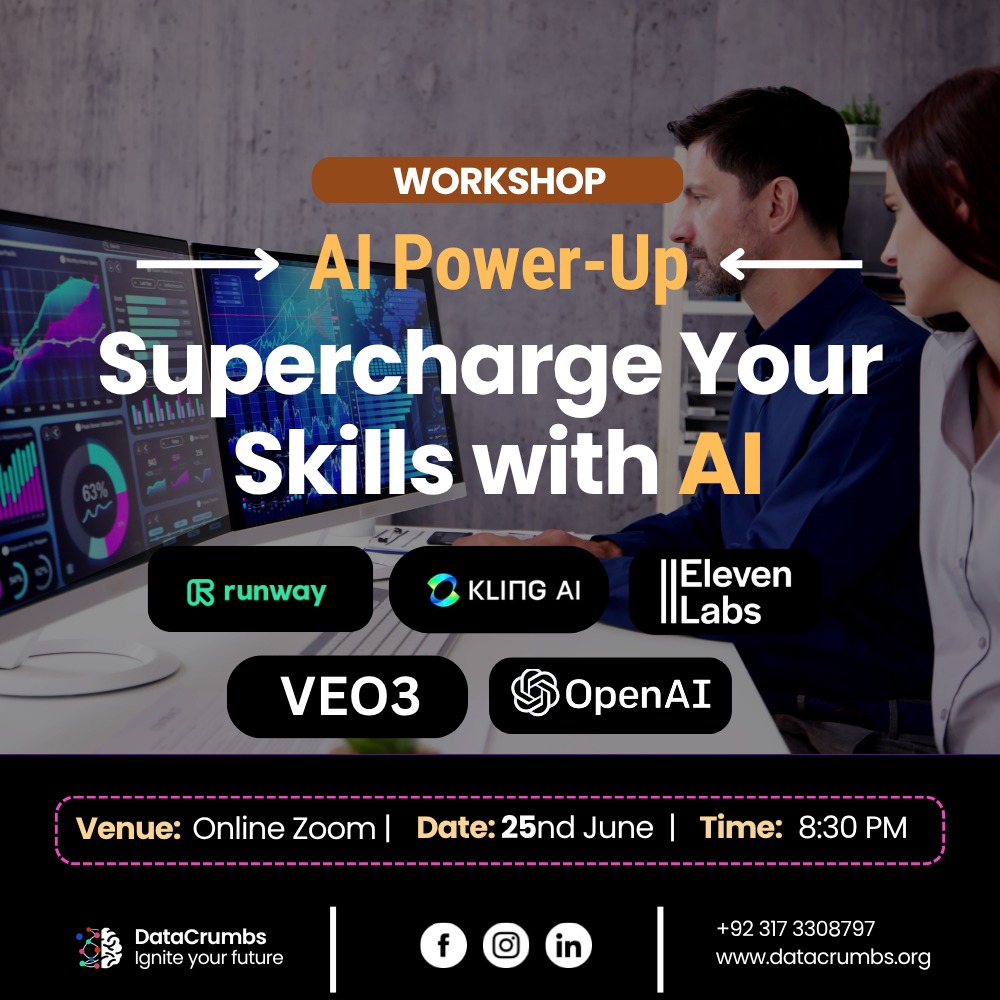 WORKSHOP
AI Power-Up
Supercharge Your
Skills with AI
runway
KLING AI
Eleven
Labs
VEO3
OpenAI
Venue: Online Zoom | Date: 25nd June | Time: 8:30 PM
DataCrumbs
Ignite your future
+92 317 3308797
www.datacrumbs.org
63%